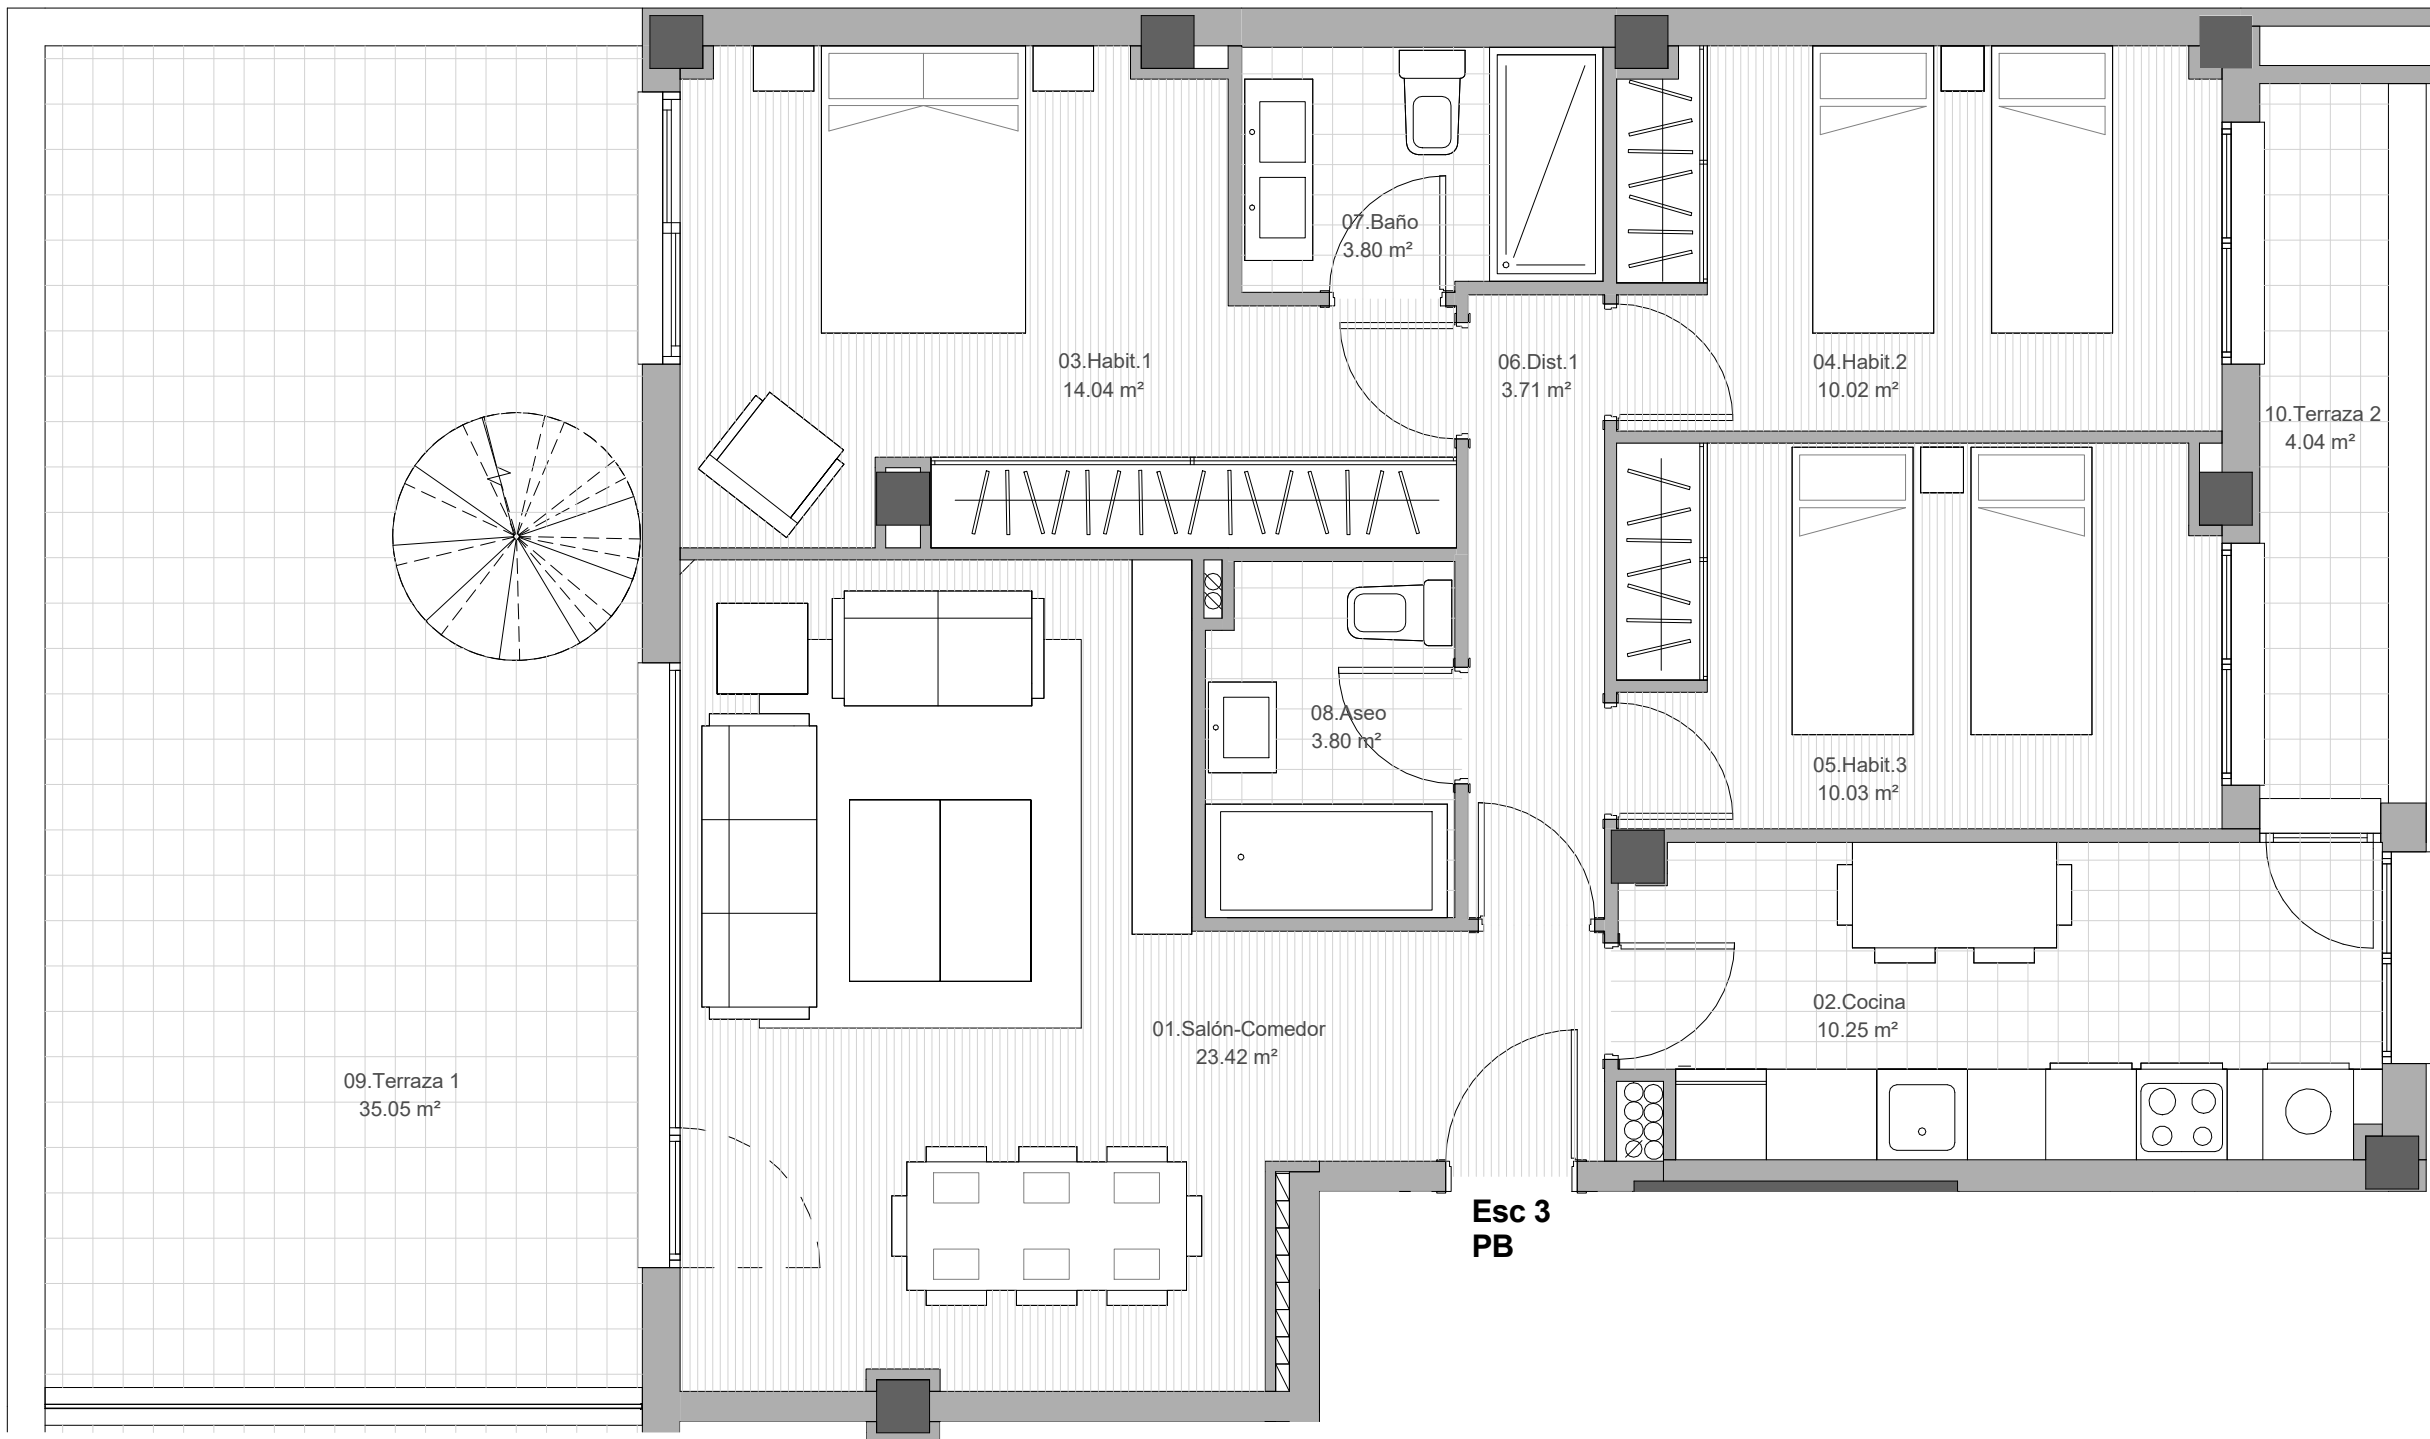 07.Baño
3.80 m²
03.Habit.1
14.04 m²
06.Dist.1
3.71 m²
04.Habit.2
10.02 m²
10.Terraza 2
4.04 m²
08.Aseo
3.80 m²
05.Habit.3
10.03 m²
02.Cocina
10.25 m²
01.Salón-Comedor
23.42 m²
09.Terraza 1
35.05 m²
Esc 3
PB